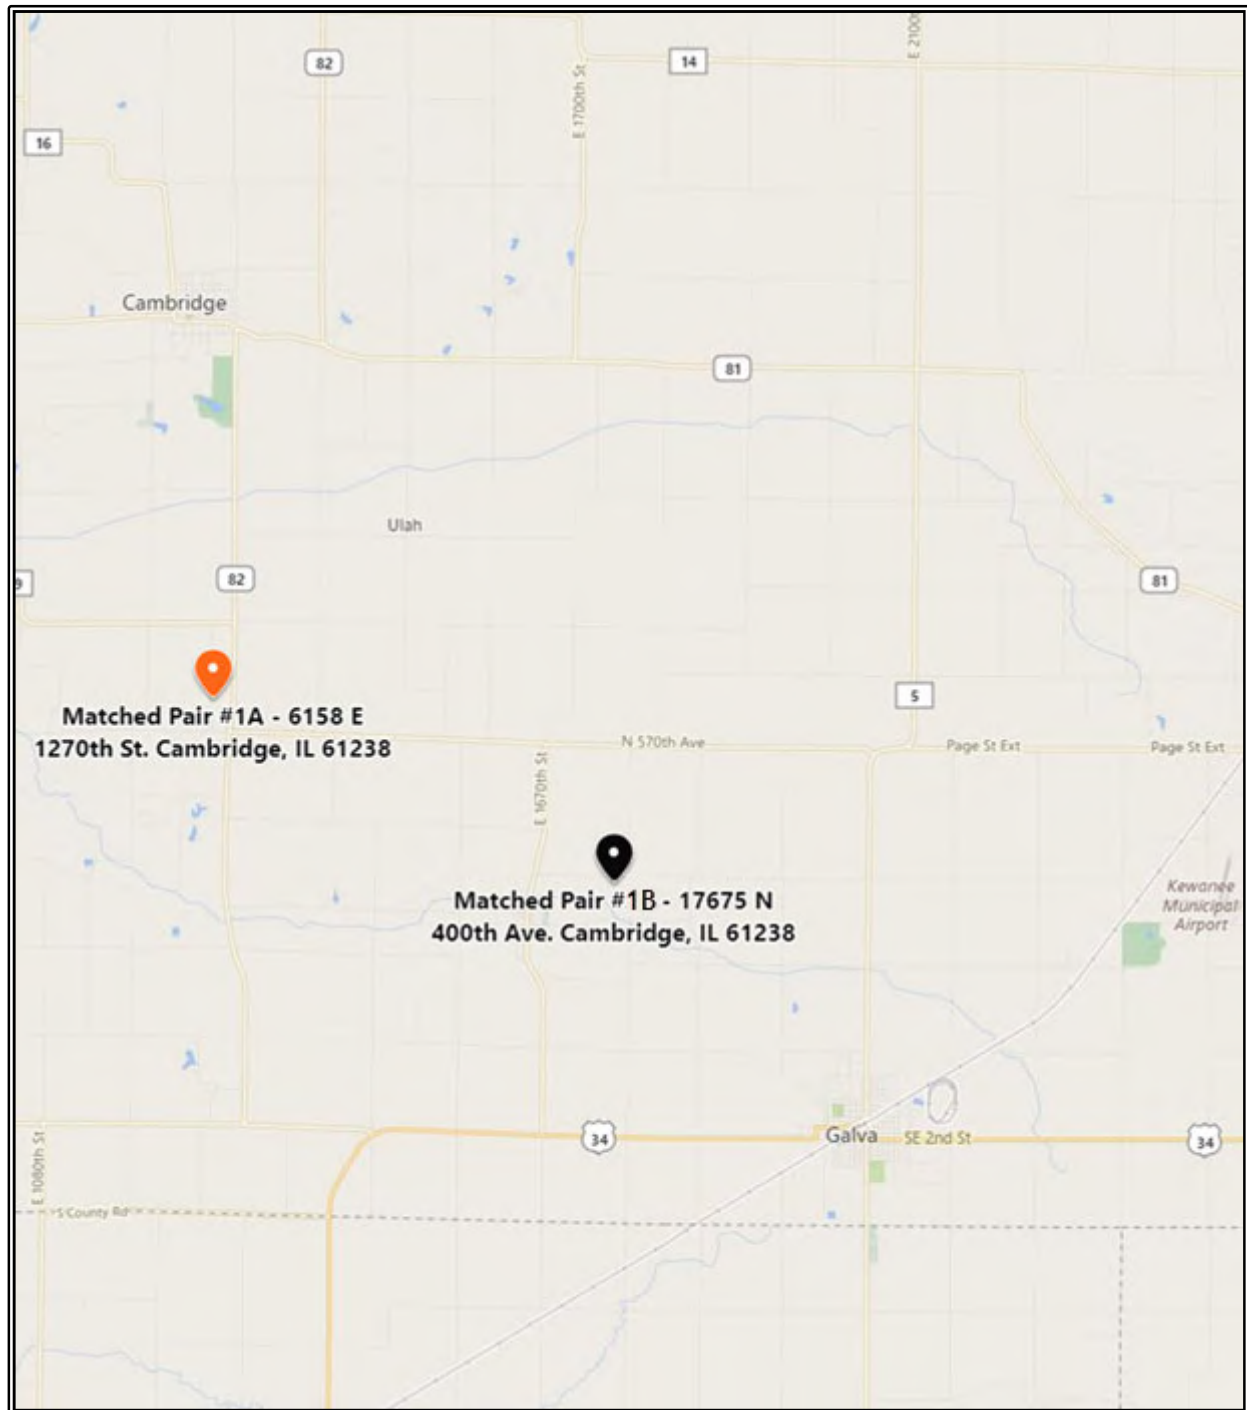 E 2100
82
14
E 1700th St
16
Cambridge
81
Ulah
9
82
81
5
Matched Pair #1A - 6158 E
1270th St. Cambridge, IL 61238
N 570th Ave
Page St Ext
Page St Ext
E 1670th St
Matched Pair #1B - 17675 N
400th Ave. Cambridge, IL 61238
Kewanee
Municipal
Airport
34
Galva
SE 2nd St
34
E 1080th St
S County Rd